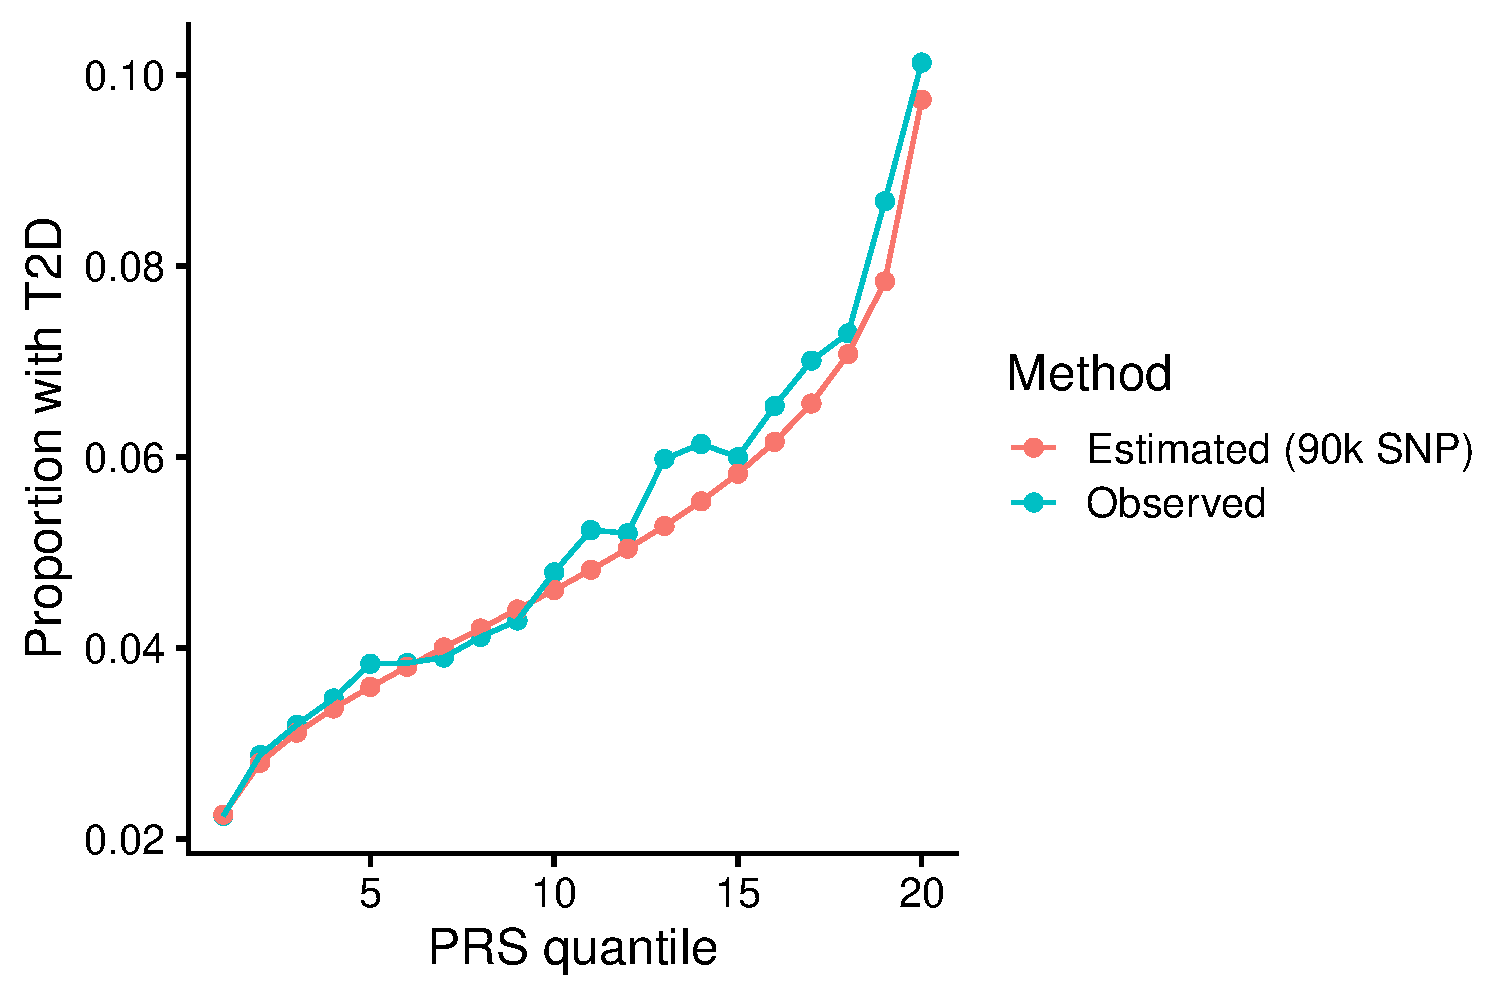 Proportion with T2D
0.10
0.08
0.06
0.04
0.02
5 10 15 20
PRS quantile
Method
Estimated (90k SNP)
Observed